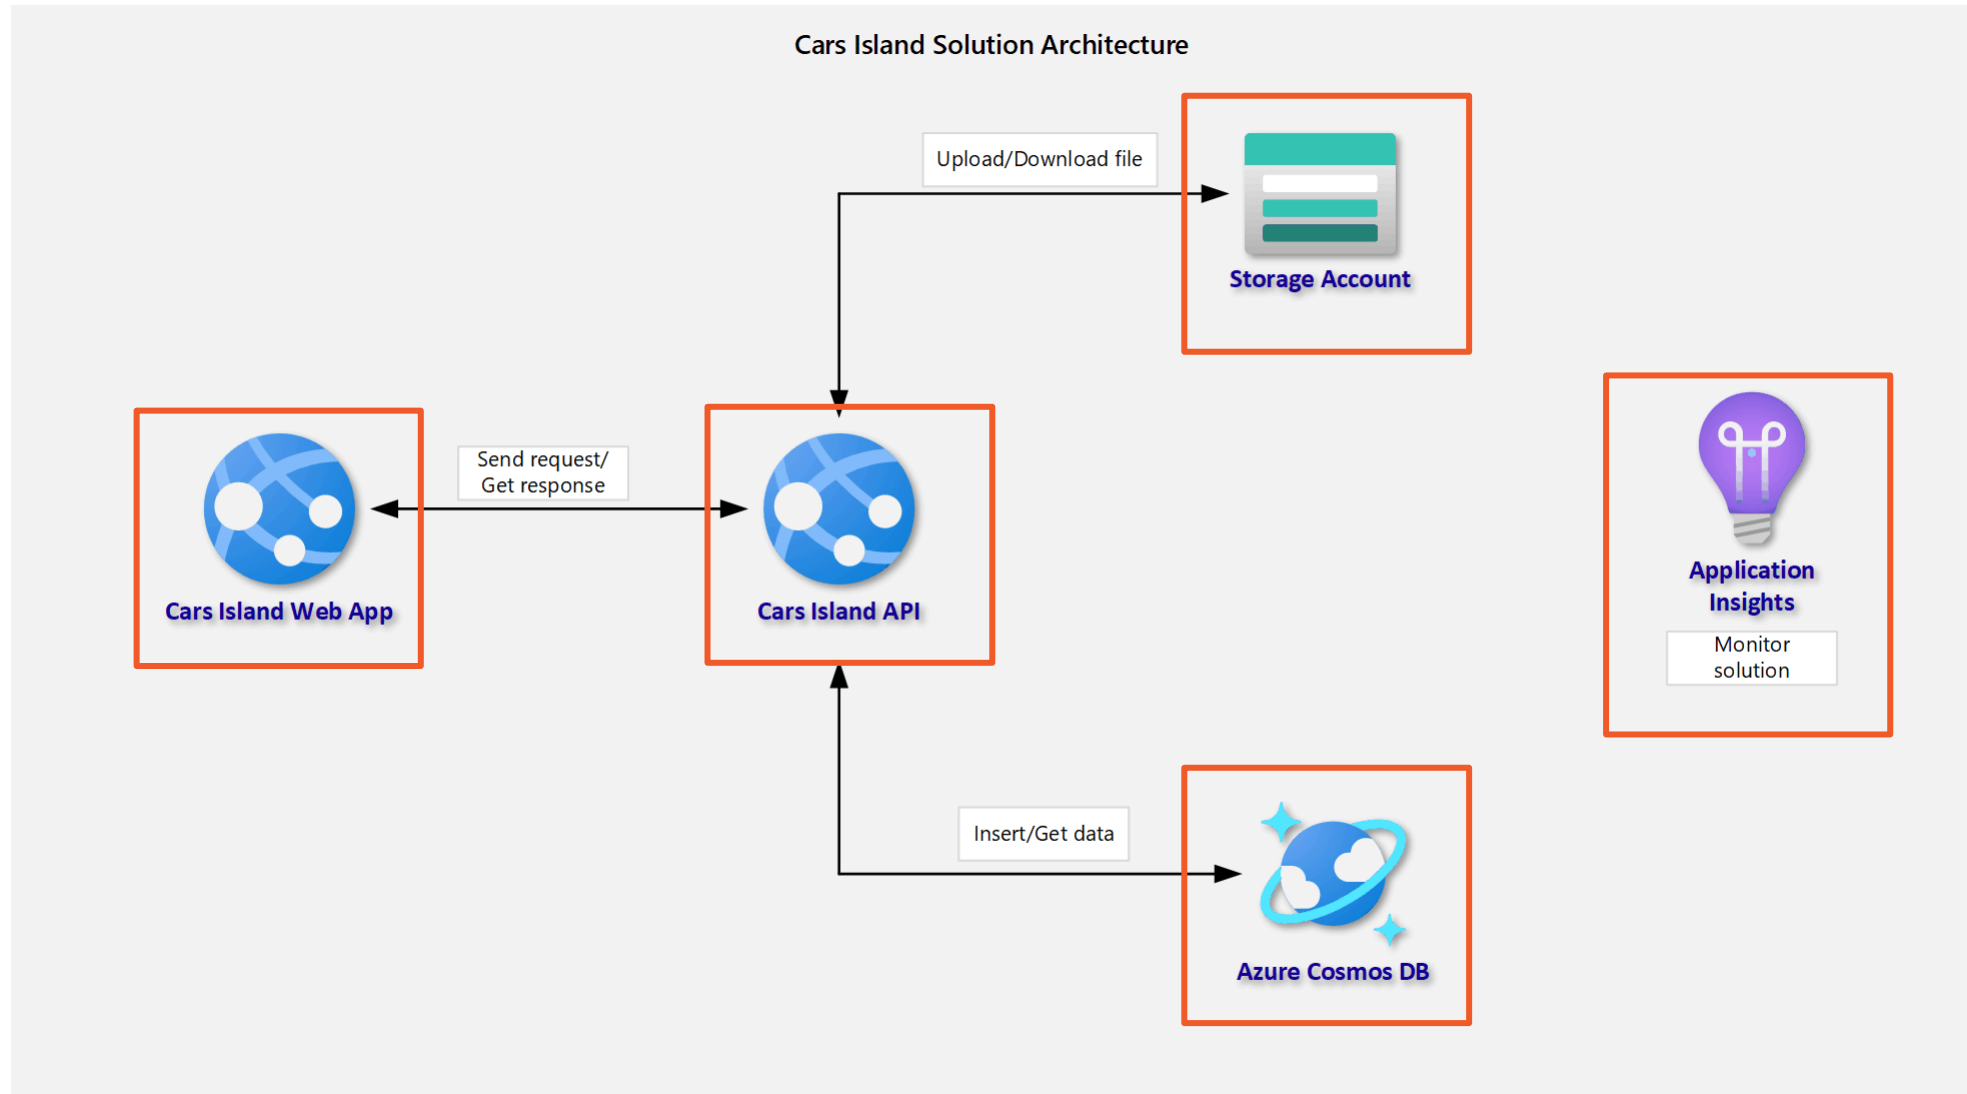 Cars Island Solution Architecture
Upload/Download file
Storage Account
Send request/
Get response
Cars Island Web App
Cars Island API
Application
Insights
Monitor
solution
Insert/Get data
Azure Cosmos DB